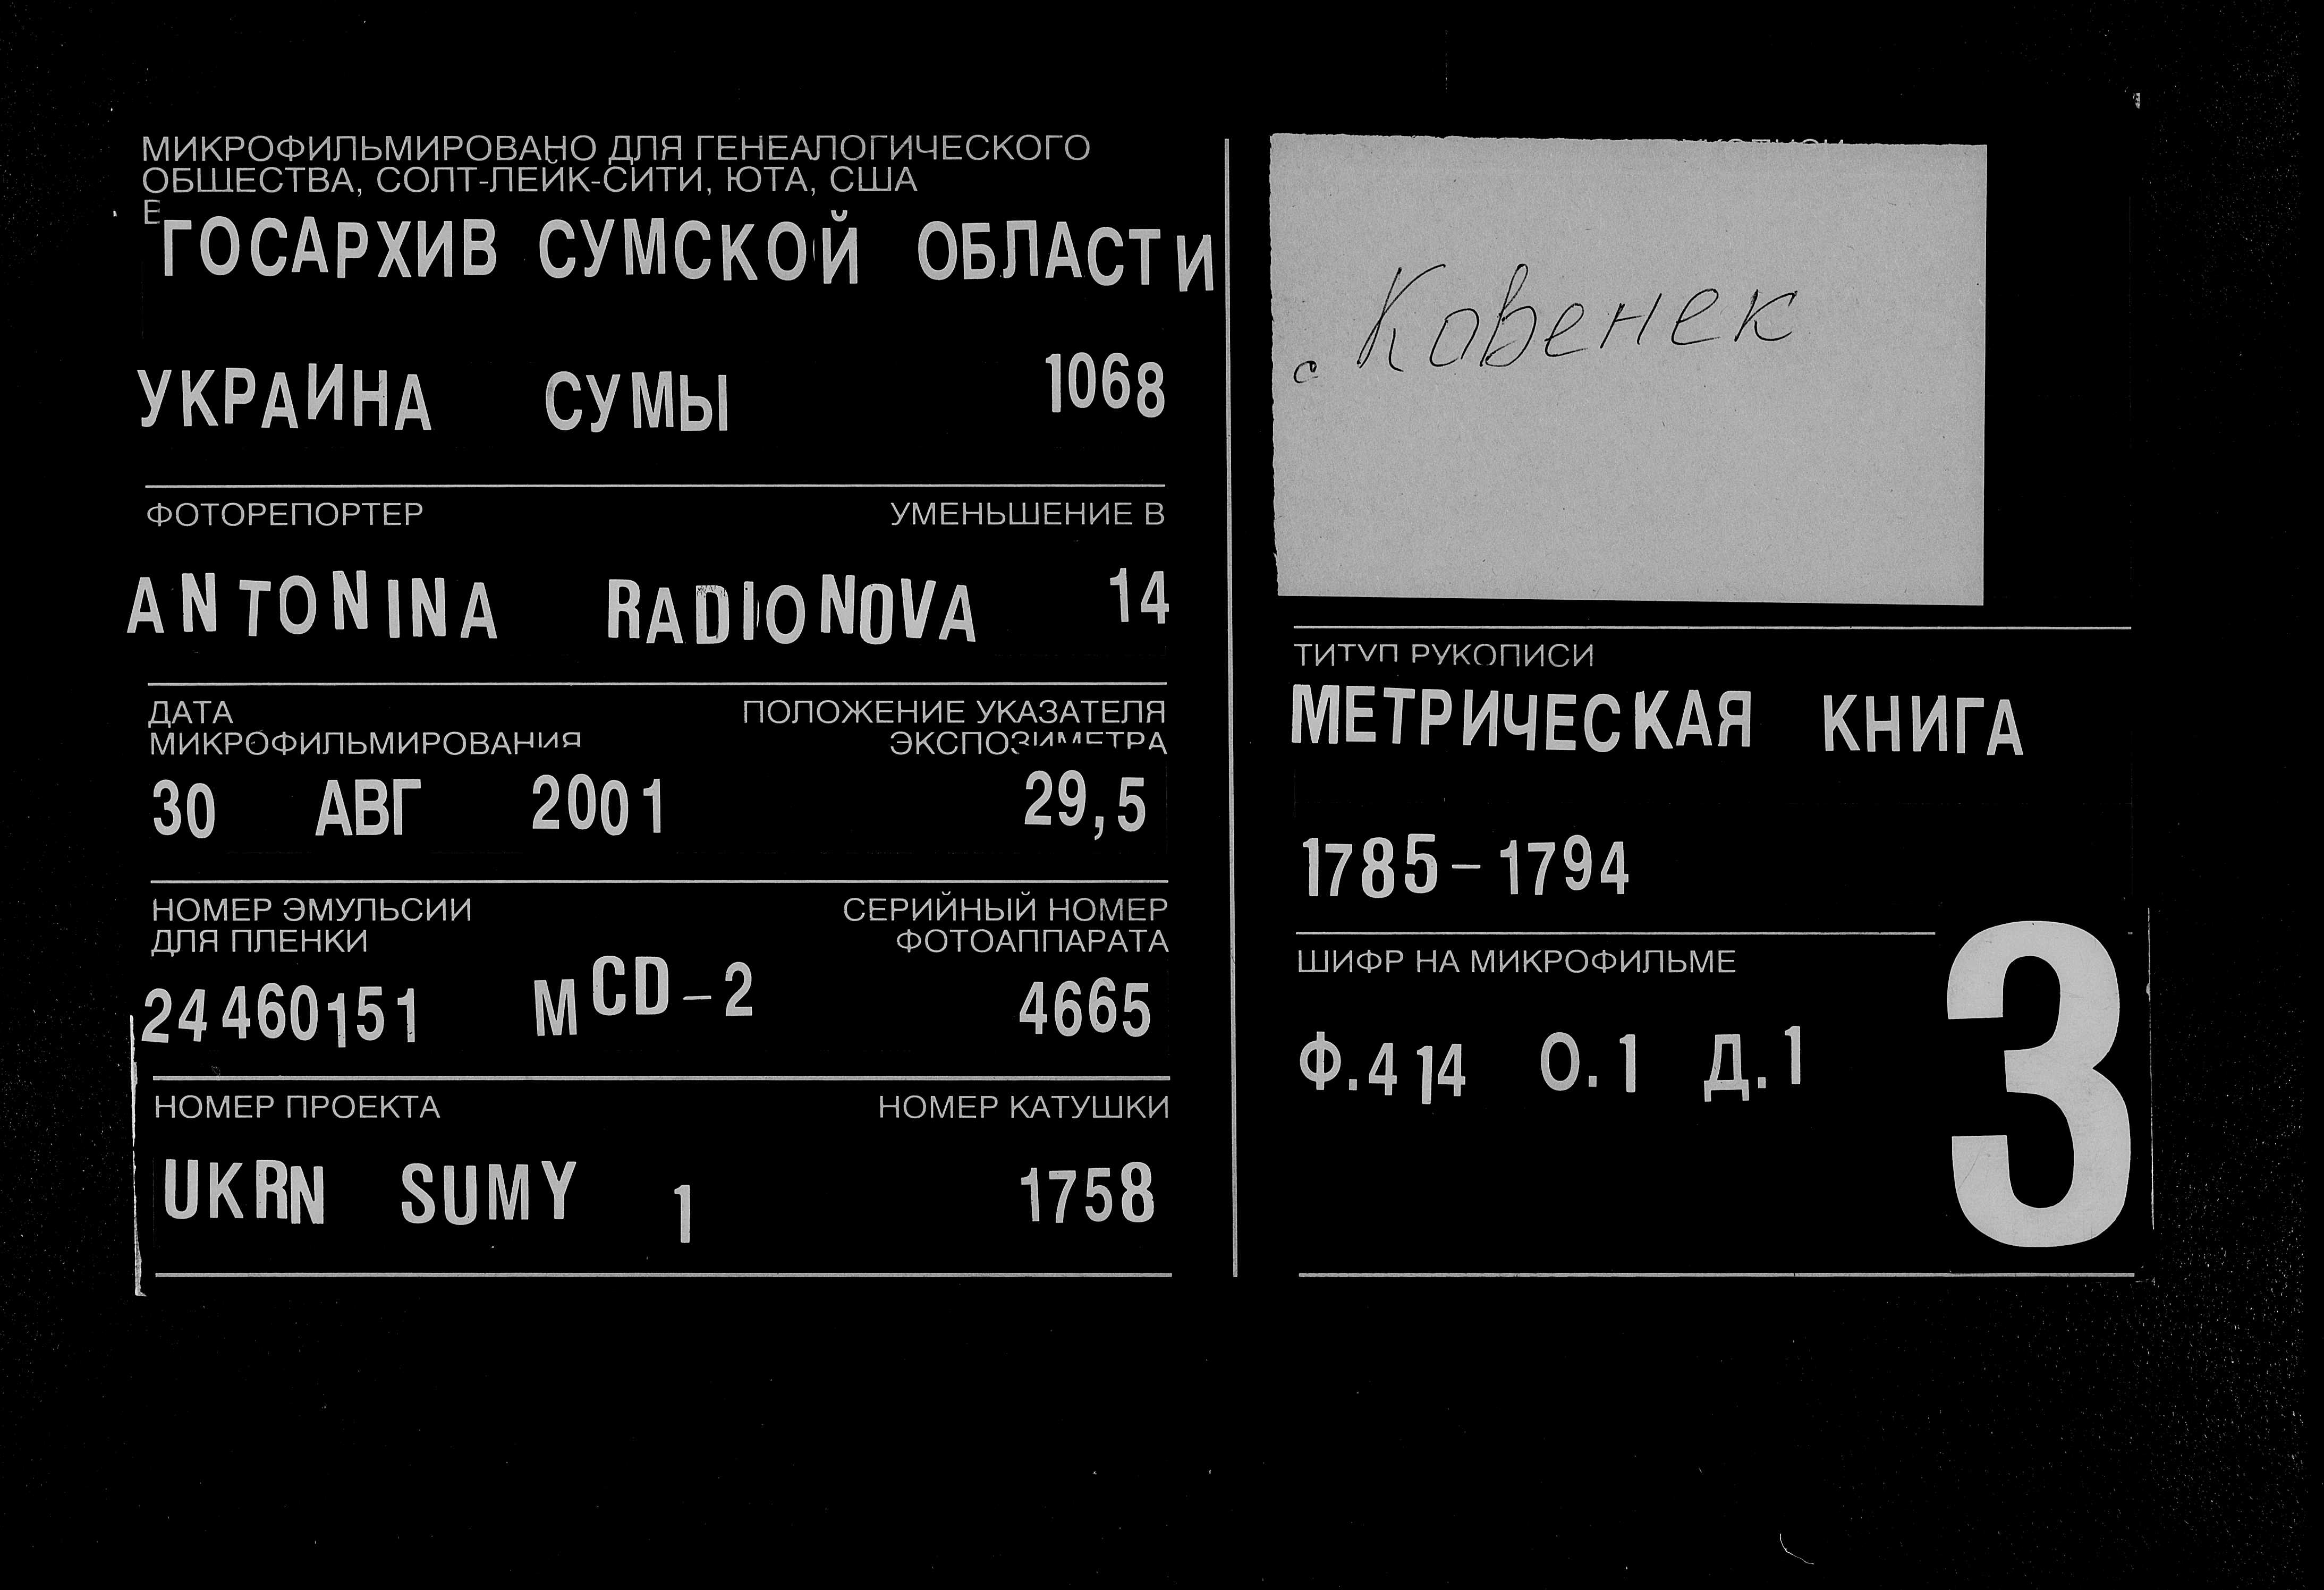 МИКРОФИЛЬМИРОВАНО ДЛЯ ГЕНЕАЛОГИЧЕСКОГО
ОБЩЕСТВА, СОЛТ-ЛЕЙК-СИТИ, ЮТА, США
Е
ГОСАРХИВ СУМСКОЙ ОБЛАСТИ
УКРАИНА СУМЫ 1068
ФОТОРЕПОРТЕР УМЕНЬШЕНИЕ В
ANTONINA RADIONOVA 14
ДАТА ПОЛОЖЕНИЕ УКАЗАТЕЛЯ
МИКРОФИЛЬМИРОВАНИЯ ЭКСПОЗИМЕТРА
30 АВГ 2001 29,5
НОМЕР ЭМУЛЬСИИ СЕРИЙНЫЙ НОМЕР
ДЛЯ ПЛЕНКИ ФОТОАППАРАТА
24460151 MCD-2 4665
НОМЕР ПРОЕКТА НОМЕР КАТУШКИ
UKRN SUMY 1 1758
с. Ковенек
ТИТУЛ РУКОПИСИ
МЕТРИЧЕСКАЯ КНИГА
1785-1794
ШИФР НА МИКРОФИЛЬМЕ
Ф.414 О.1 Д.1
3